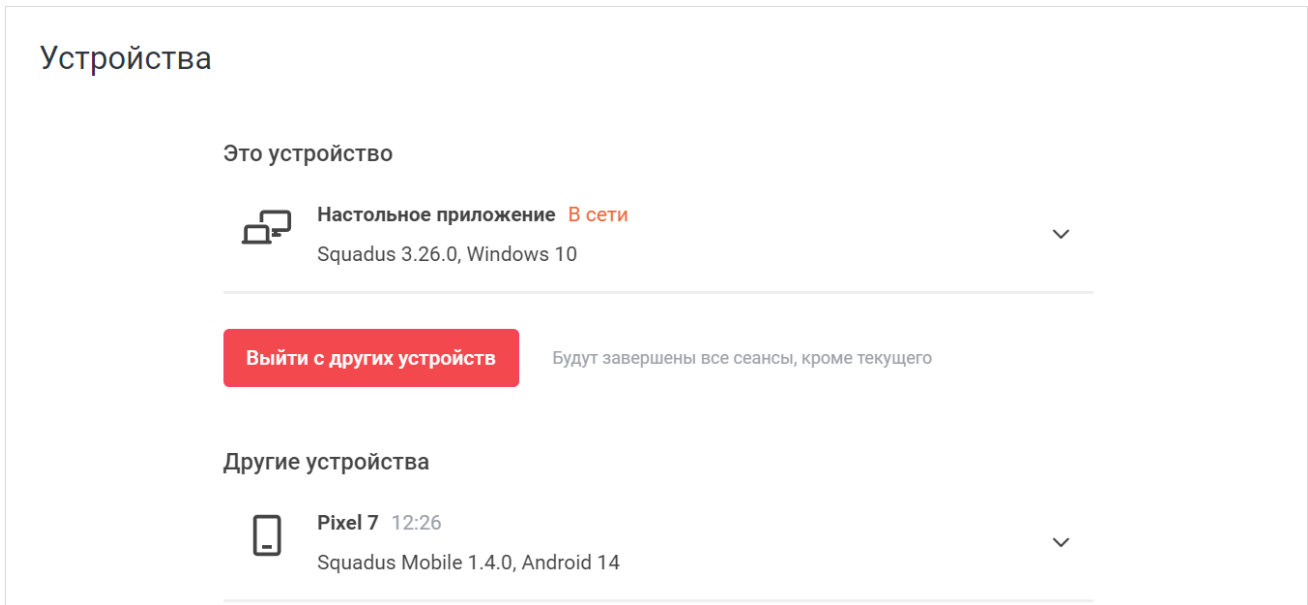 Устройства
Это устройство
Настольное приложение В сети
Squadus 3.26.0, Windows 10
Выйти с других устройств Будут завершены все сеансы, кроме текущего
Другие устройства
Pixel 7 12:26
Squadus Mobile 1.4.0, Android 14